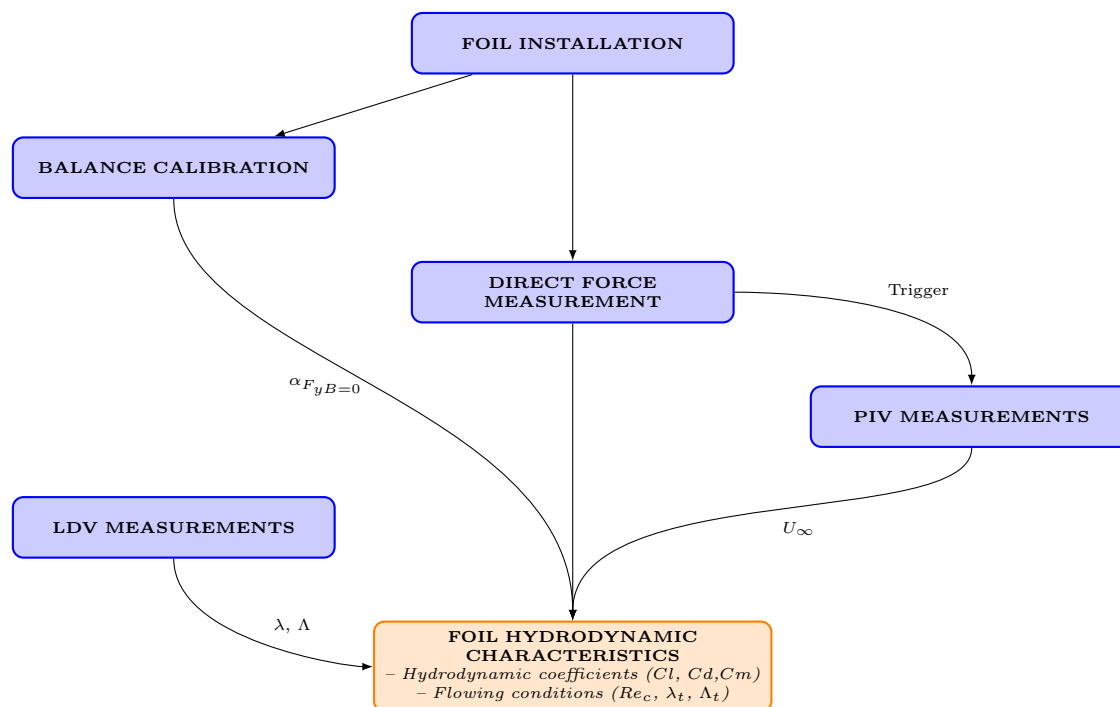 FOIL INSTALLATION
BALANCE CALIBRATION
DIRECT FORCE
MEASUREMENT
Trigger
α_{F_{yB}=0}
PIV MEASUREMENTS
LDV MEASUREMENTS
U_∞
λ, Λ
FOIL HYDRODYNAMIC
CHARACTERISTICS
– Hydrodynamic coefficients (Cl, Cd,Cm)
– Flowing conditions (Re_c, λ_t, Λ_t)